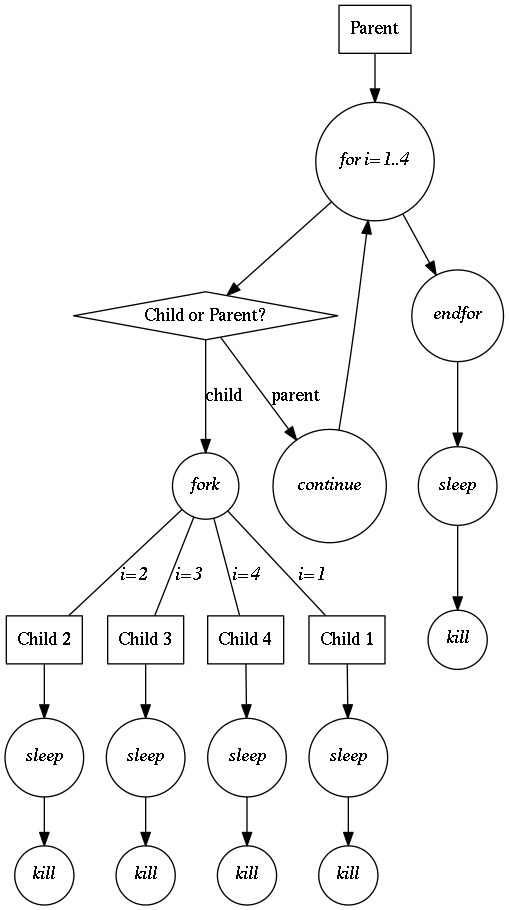 Parent
for i=1..4
Child or Parent?
endfor
child
parent
fork
continue
sleep
i=2
i=3
i=4
i=1
Child 2
Child 3
Child 4
Child 1
kill
sleep
sleep
sleep
sleep
kill
kill
kill
kill